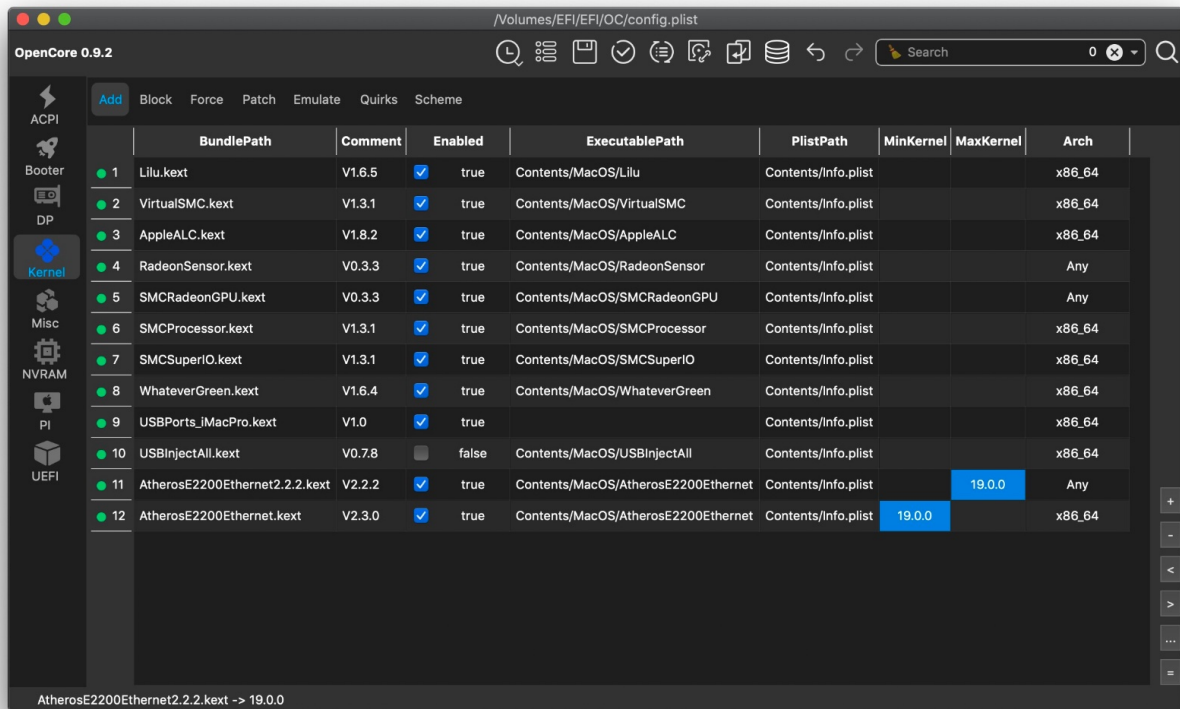 /Volumes/EFI/EFI/OC/config.plist
OpenCore 0.9.2
Search 0
ACPI
Booter
DP
Kernel
Misc
NVRAM
PI
UEFI
Add Block Force Patch Emulate Quirks Scheme
BundlePath Comment Enabled ExecutablePath PlistPath MinKernel MaxKernel Arch
1 Lilu.kext V1.6.5 true Contents/MacOS/Lilu Contents/Info.plist x86_64
2 VirtualSMC.kext V1.3.1 true Contents/MacOS/VirtualSMC Contents/Info.plist x86_64
3 AppleALC.kext V1.8.2 true Contents/MacOS/AppleALC Contents/Info.plist x86_64
4 RadeonSensor.kext V0.3.3 true Contents/MacOS/RadeonSensor Contents/Info.plist Any
5 SMCRadeonGPU.kext V0.3.3 true Contents/MacOS/SMCRadeonGPU Contents/Info.plist Any
6 SMCProcessor.kext V1.3.1 true Contents/MacOS/SMCProcessor Contents/Info.plist x86_64
7 SMCSuperIO.kext V1.3.1 true Contents/MacOS/SMCSuperIO Contents/Info.plist x86_64
8 WhateverGreen.kext V1.6.4 true Contents/MacOS/WhateverGreen Contents/Info.plist x86_64
9 USBPorts_iMacPro.kext V1.0 true Contents/Info.plist x86_64
10 USBInjectAll.kext V0.7.8 false Contents/MacOS/USBInjectAll Contents/Info.plist x86_64
11 AtherosE2200Ethernet2.2.2.kext V2.2.2 true Contents/MacOS/AtherosE2200Ethernet Contents/Info.plist 19.0.0 Any
12 AtherosE2200Ethernet.kext V2.3.0 true Contents/MacOS/AtherosE2200Ethernet Contents/Info.plist 19.0.0 x86_64
+
-
<
>
...
=
AtherosE2200Ethernet2.2.2.kext -> 19.0.0